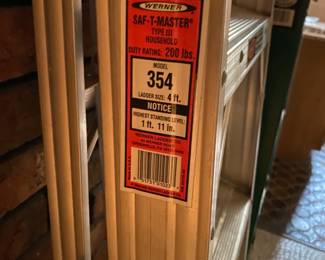 WERNER
SAF-T-MASTER®
TYPE III
HOUSEHOLD
DUTY RATING: 200 lbs.
MODEL
354
LADDER SIZE: 4 ft.
NOTICE
HIGHEST STANDING LEVEL:
1 ft. 11 in.